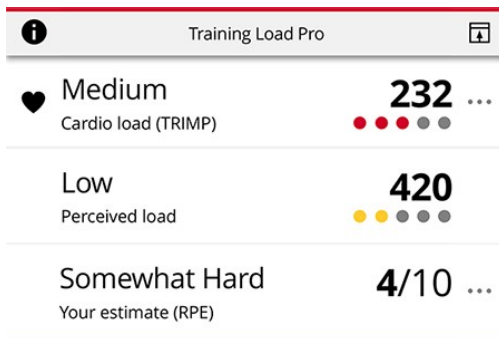 Training Load Pro
Medium 232
Cardio load (TRIMP)
Low 420
Perceived load
Somewhat Hard 4/10
Your estimate (RPE)